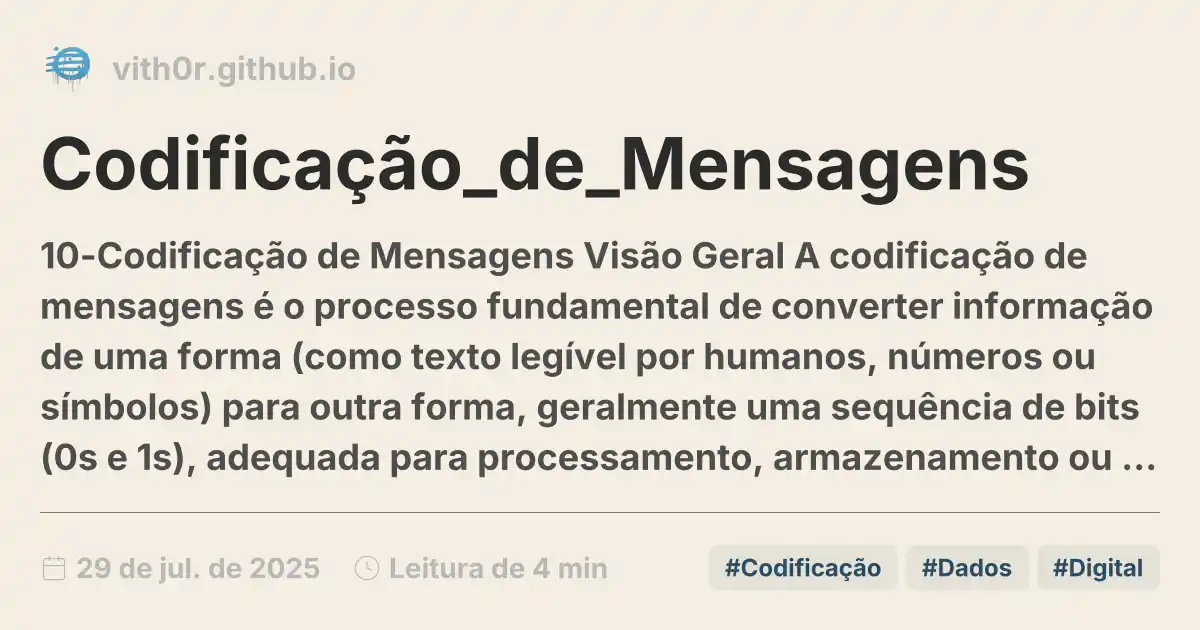 vith0r.github.io
Codificação_de_Mensagens
10-Codificação de Mensagens Visão Geral A codificação de
mensagens é o processo fundamental de converter informação
de uma forma (como texto legível por humanos, números ou
símbolos) para outra forma, geralmente uma sequência de bits
(0s e 1s), adequada para processamento, armazenamento ou ...
29 de jul. de 2025 Leitura de 4 min #Codificação #Dados #Digital